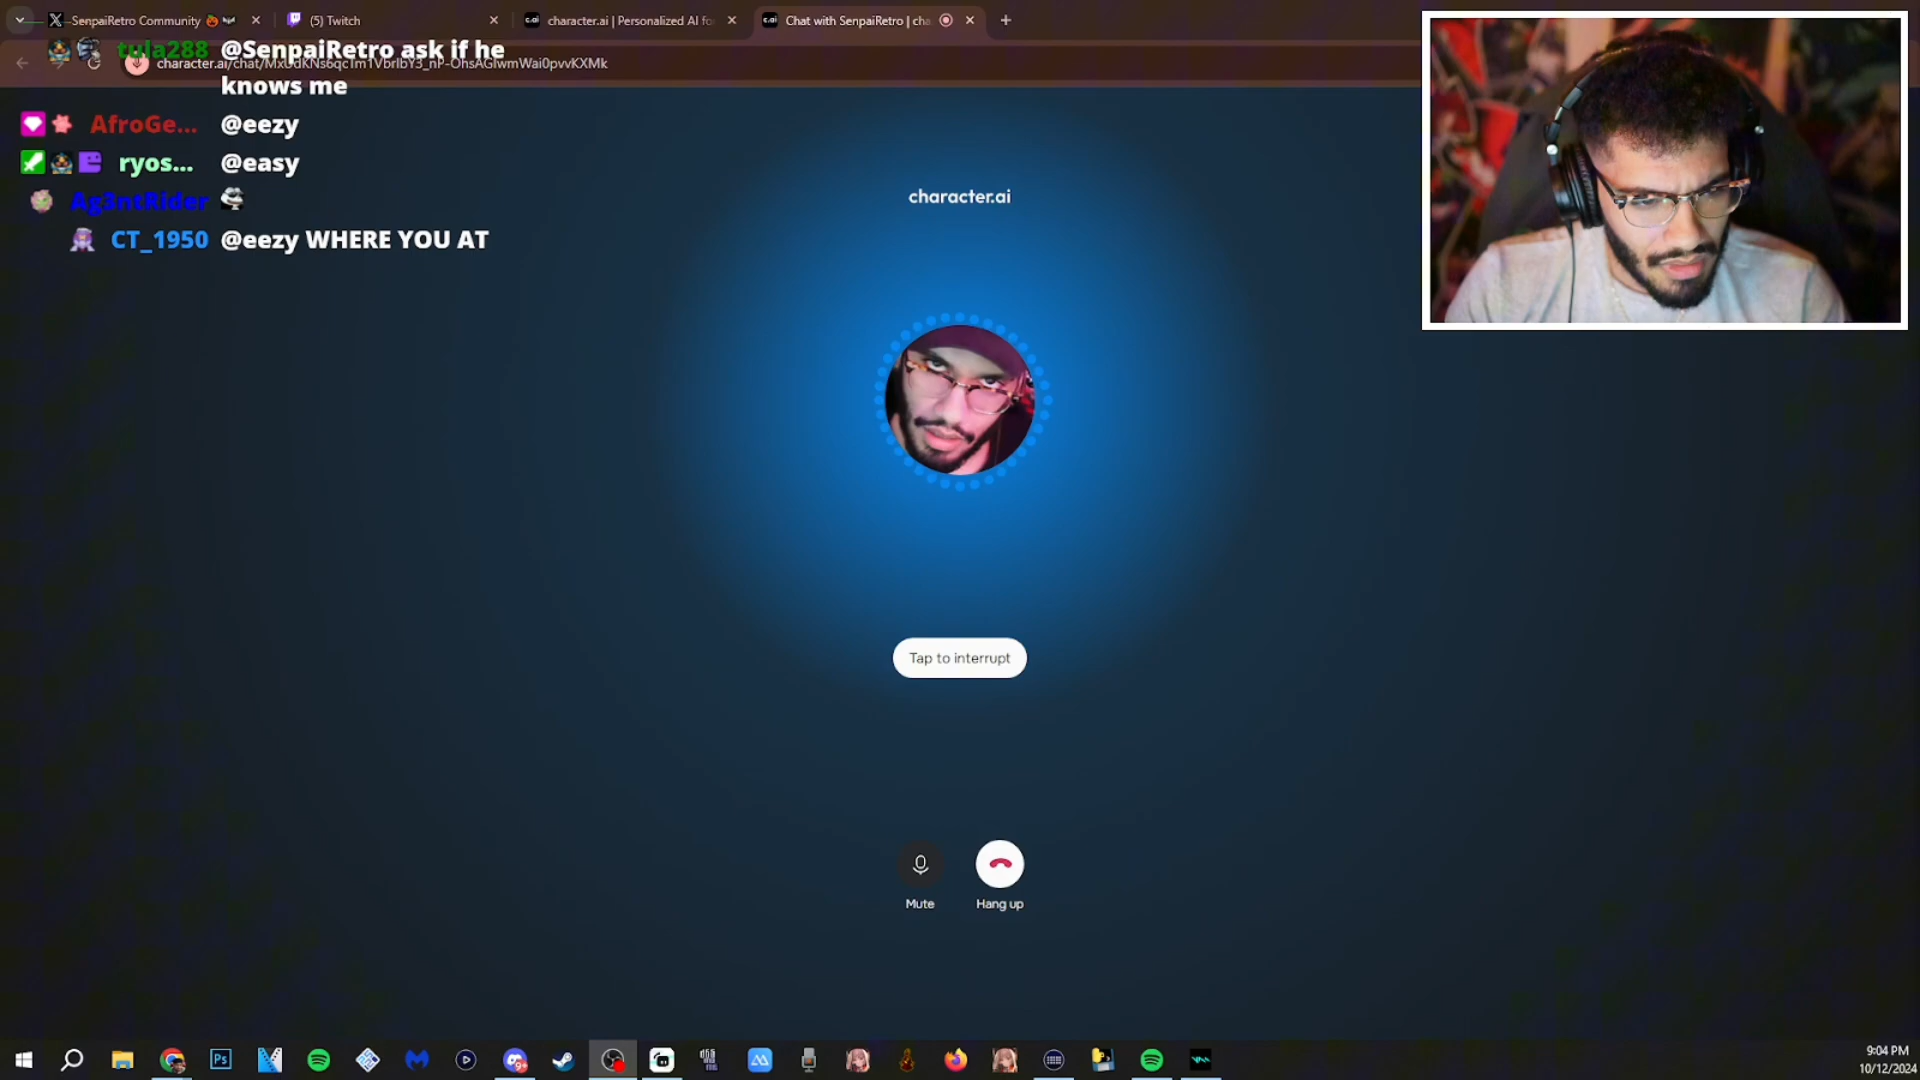 SenpaiRetro Community
(5) Twitch
character.ai | Personalized AI fo
Chat with SenpaiRetro | cha
tula288 @SenpaiRetro ask if he
knows me
AfroGe... @eezy
ryos... @easy
Ag3ntRider
CT_1950 @eezy WHERE YOU AT
character.ai
Tap to interrupt
Mute
Hang up
9:04 PM
10/12/2024